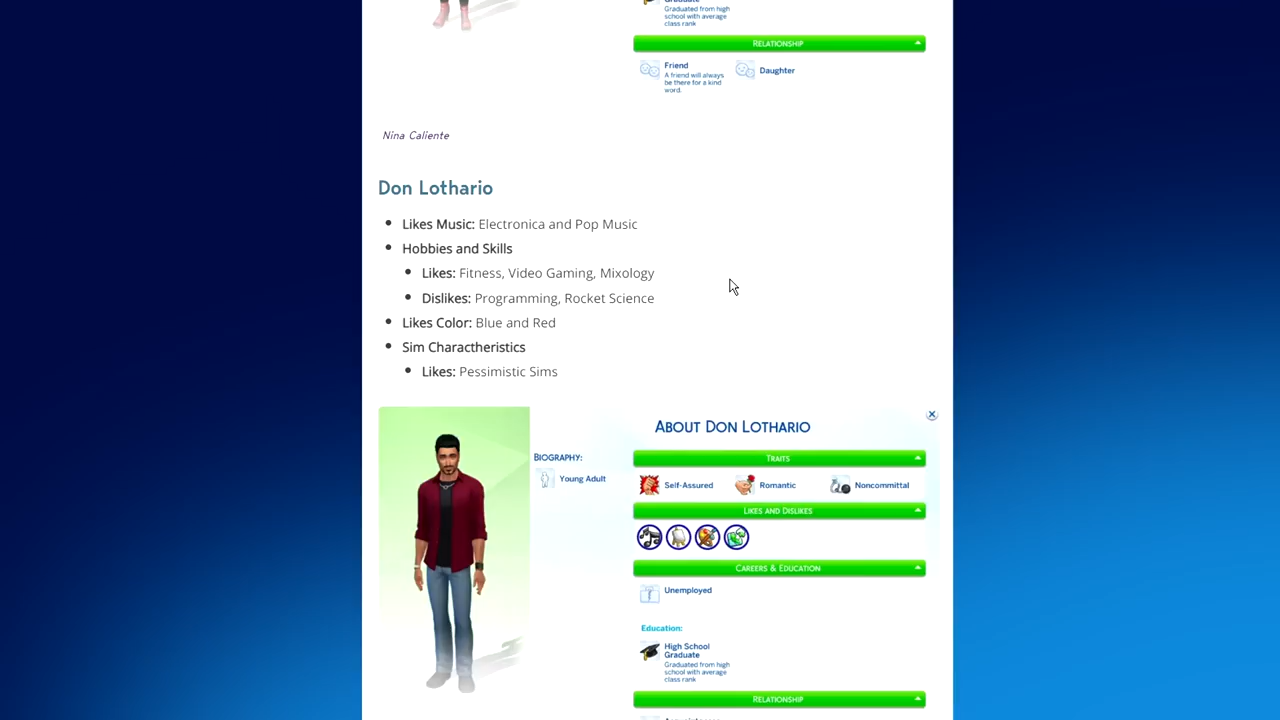 Graduated from high
school with average
class rank
RELATIONSHIP
Friend
A friend will always
be there for a kind
word.
Daughter
Nina Caliente
Don Lothario
Likes Music: Electronica and Pop Music
Hobbies and Skills
Likes: Fitness, Video Gaming, Mixology
Dislikes: Programming, Rocket Science
Likes Color: Blue and Red
Sim Charactheristics
Likes: Pessimistic Sims
ABOUT DON LOTHARIO
BIOGRAPHY:
Young Adult
TRAITS
Self-Assured
Romantic
Noncommittal
LIKES AND DISLIKES
CAREERS & EDUCATION
Unemployed
Education:
High School
Graduate
Graduated from high
school with average
class rank
RELATIONSHIP